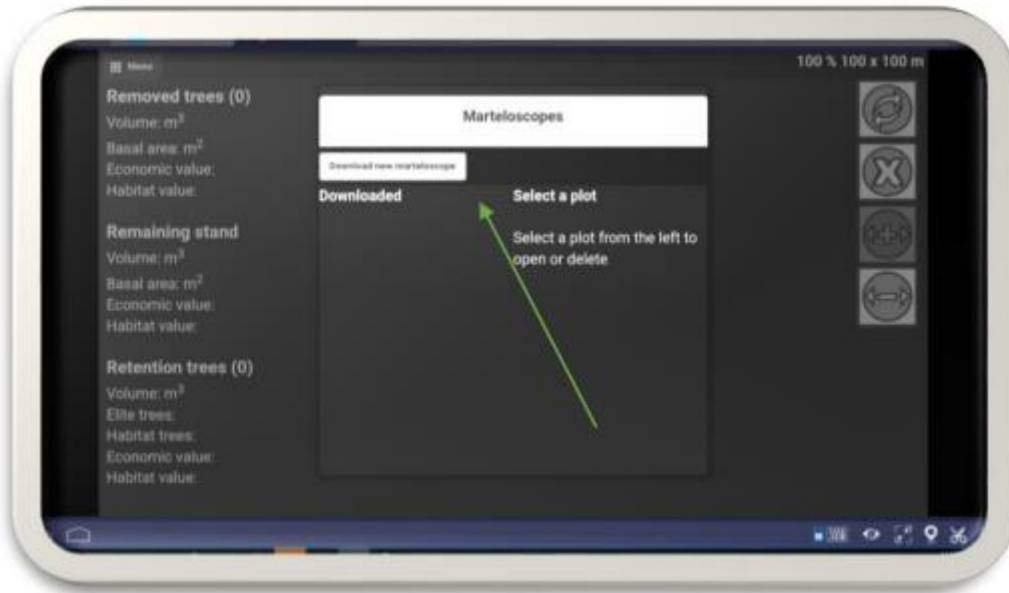 Menu
100 % 100 x 100 m
Removed trees (0)
Volume: m³
Basal area: m²
Economic value:
Habitat value:
Remaining stand
Volume: m³
Basal area: m²
Economic value:
Habitat value:
Retention trees (0)
Volume: m³
Elite trees:
Habitat trees:
Economic value:
Habitat value:
Marteloscopes
Download new marteloscope
Downloaded
Select a plot
Select a plot from the left to
open or delete